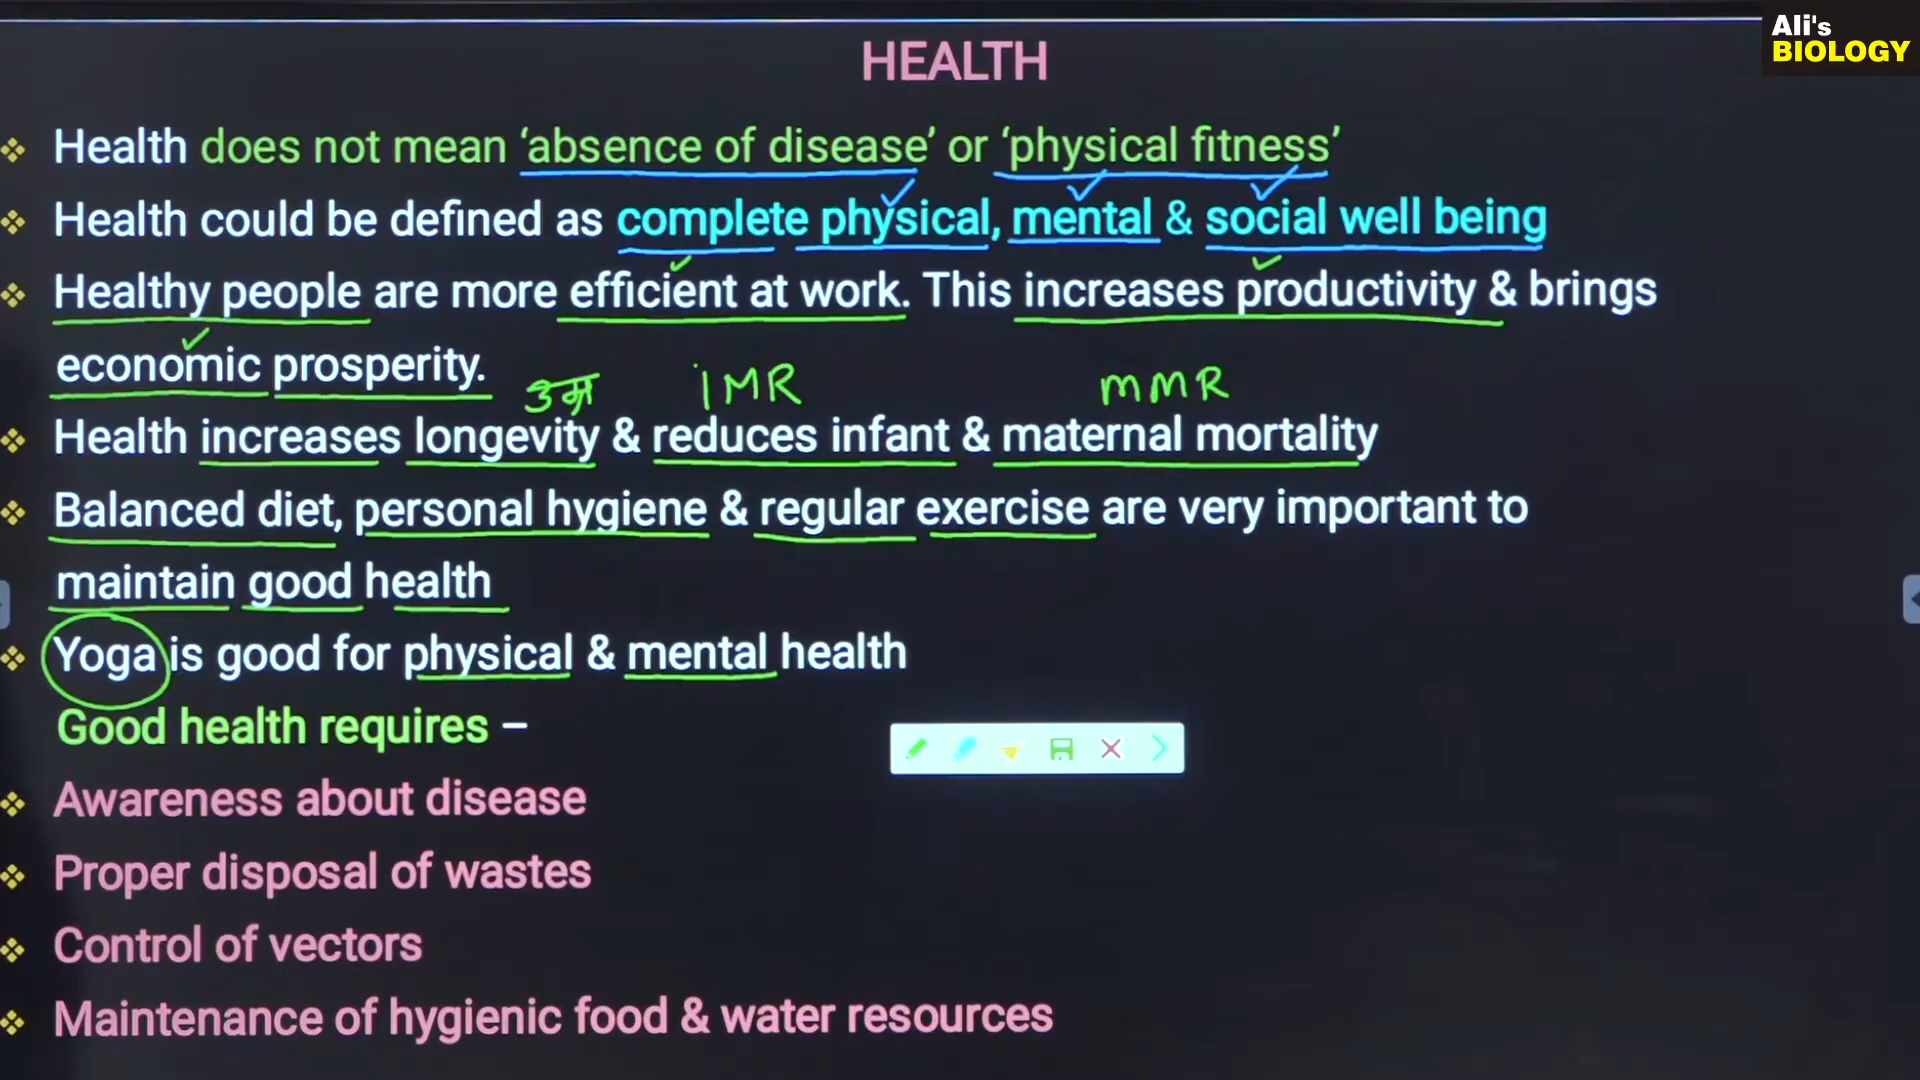 Ali's
BIOLOGY
HEALTH
❖ Health does not mean ‘absence of disease’ or ‘physical fitness’
❖ Health could be defined as complete physical, mental & social well being
❖ Healthy people are more efficient at work. This increases productivity & brings
economic prosperity.
उम्र IMR MMR
❖ Health increases longevity & reduces infant & maternal mortality
❖ Balanced diet, personal hygiene & regular exercise are very important to
maintain good health
❖ Yoga is good for physical & mental health
Good health requires –
❖ Awareness about disease
❖ Proper disposal of wastes
❖ Control of vectors
❖ Maintenance of hygienic food & water resources